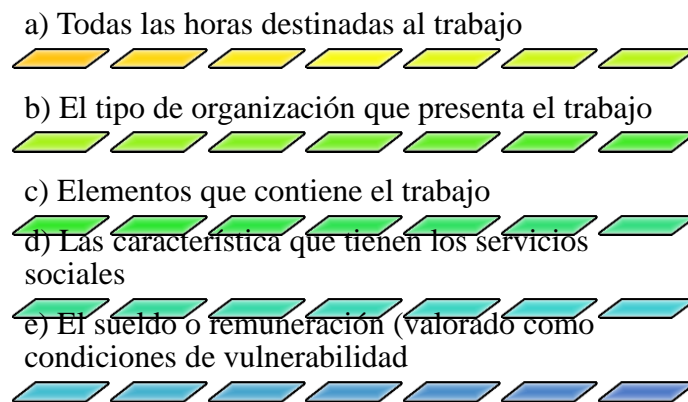 a) Todas las horas destinadas al trabajo
b) El tipo de organización que presenta el trabajo
c) Elementos que contiene el trabajo
d) Las característica que tienen los servicios
sociales
e) El sueldo o remuneración (valorado como
condiciones de vulnerabilidad